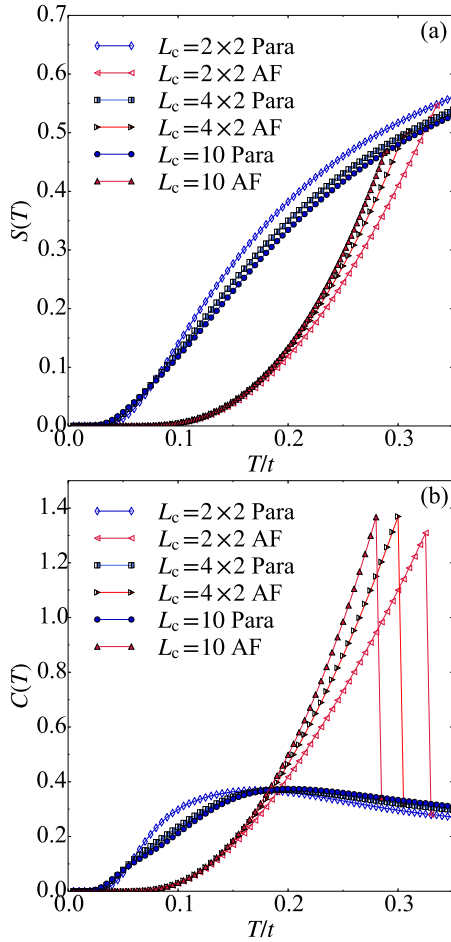 (a)
L_c=2×2 Para
L_c=2×2 AF
L_c=4×2 Para
L_c=4×2 AF
L_c=10 Para
L_c=10 AF
S(T)
0.6
0.5
0.4
0.3
0.2
0.1
0.0
0.0 0.1 0.2 0.3
T/t
(b)
1.4
L_c=2×2 Para
L_c=2×2 AF
L_c=4×2 Para
L_c=4×2 AF
L_c=10 Para
L_c=10 AF
C(T)
1.2
1.0
0.8
0.6
0.4
0.2
0.0
0.0 0.1 0.2 0.3
T/t